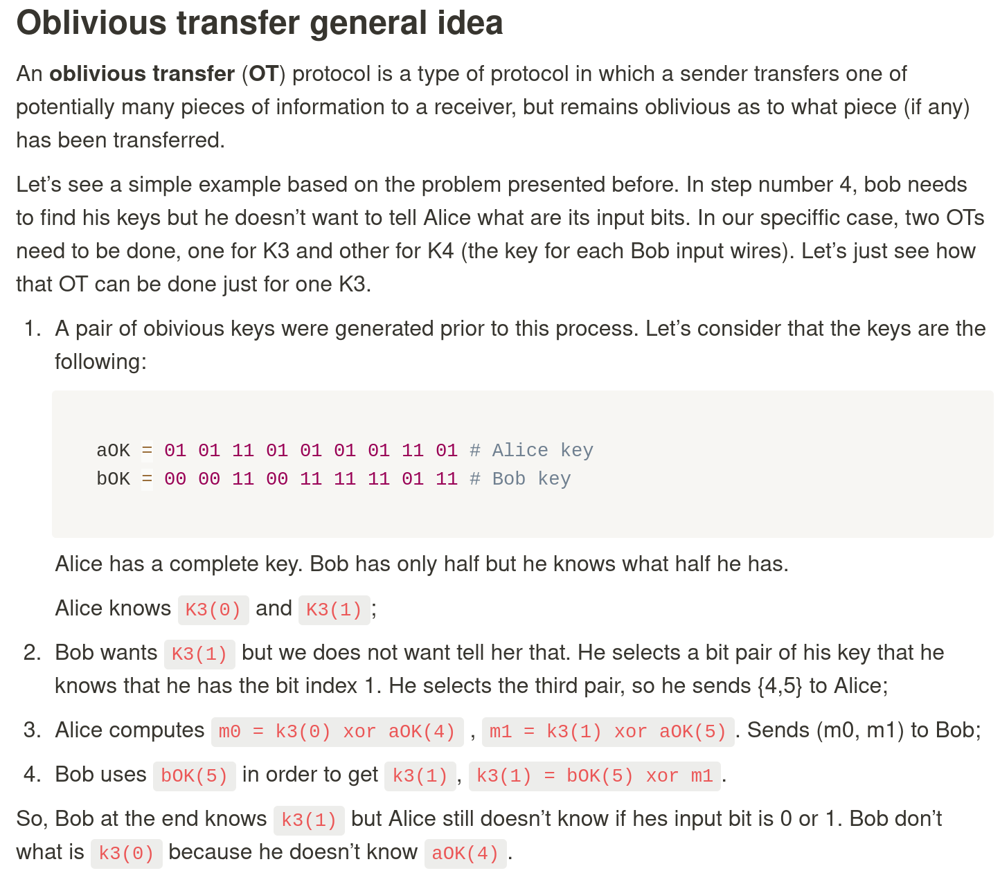 Oblivious transfer general idea
An oblivious transfer (OT) protocol is a type of protocol in which a sender transfers one of
potentially many pieces of information to a receiver, but remains oblivious as to what piece (if any)
has been transferred.
Let’s see a simple example based on the problem presented before. In step number 4, bob needs
to find his keys but he doesn’t want to tell Alice what are its input bits. In our speciffic case, two OTs
need to be done, one for K3 and other for K4 (the key for each Bob input wires). Let’s just see how
that OT can be done just for one K3.
1. A pair of obivious keys were generated prior to this process. Let’s consider that the keys are the
following:
aOK = 01 01 11 01 01 01 01 11 01 # Alice key
bOK = 00 00 11 00 11 11 11 01 11 # Bob key
Alice has a complete key. Bob has only half but he knows what half he has.
Alice knows K3(0) and K3(1);
2. Bob wants K3(1) but we does not want tell her that. He selects a bit pair of his key that he
knows that he has the bit index 1. He selects the third pair, so he sends {4,5} to Alice;
3. Alice computes m0 = k3(0) xor aOK(4) , m1 = k3(1) xor aOK(5). Sends (m0, m1) to Bob;
4. Bob uses bOK(5) in order to get k3(1), k3(1) = bOK(5) xor m1.
So, Bob at the end knows k3(1) but Alice still doesn’t know if hes input bit is 0 or 1. Bob don’t
what is k3(0) because he doesn’t know aOK(4).